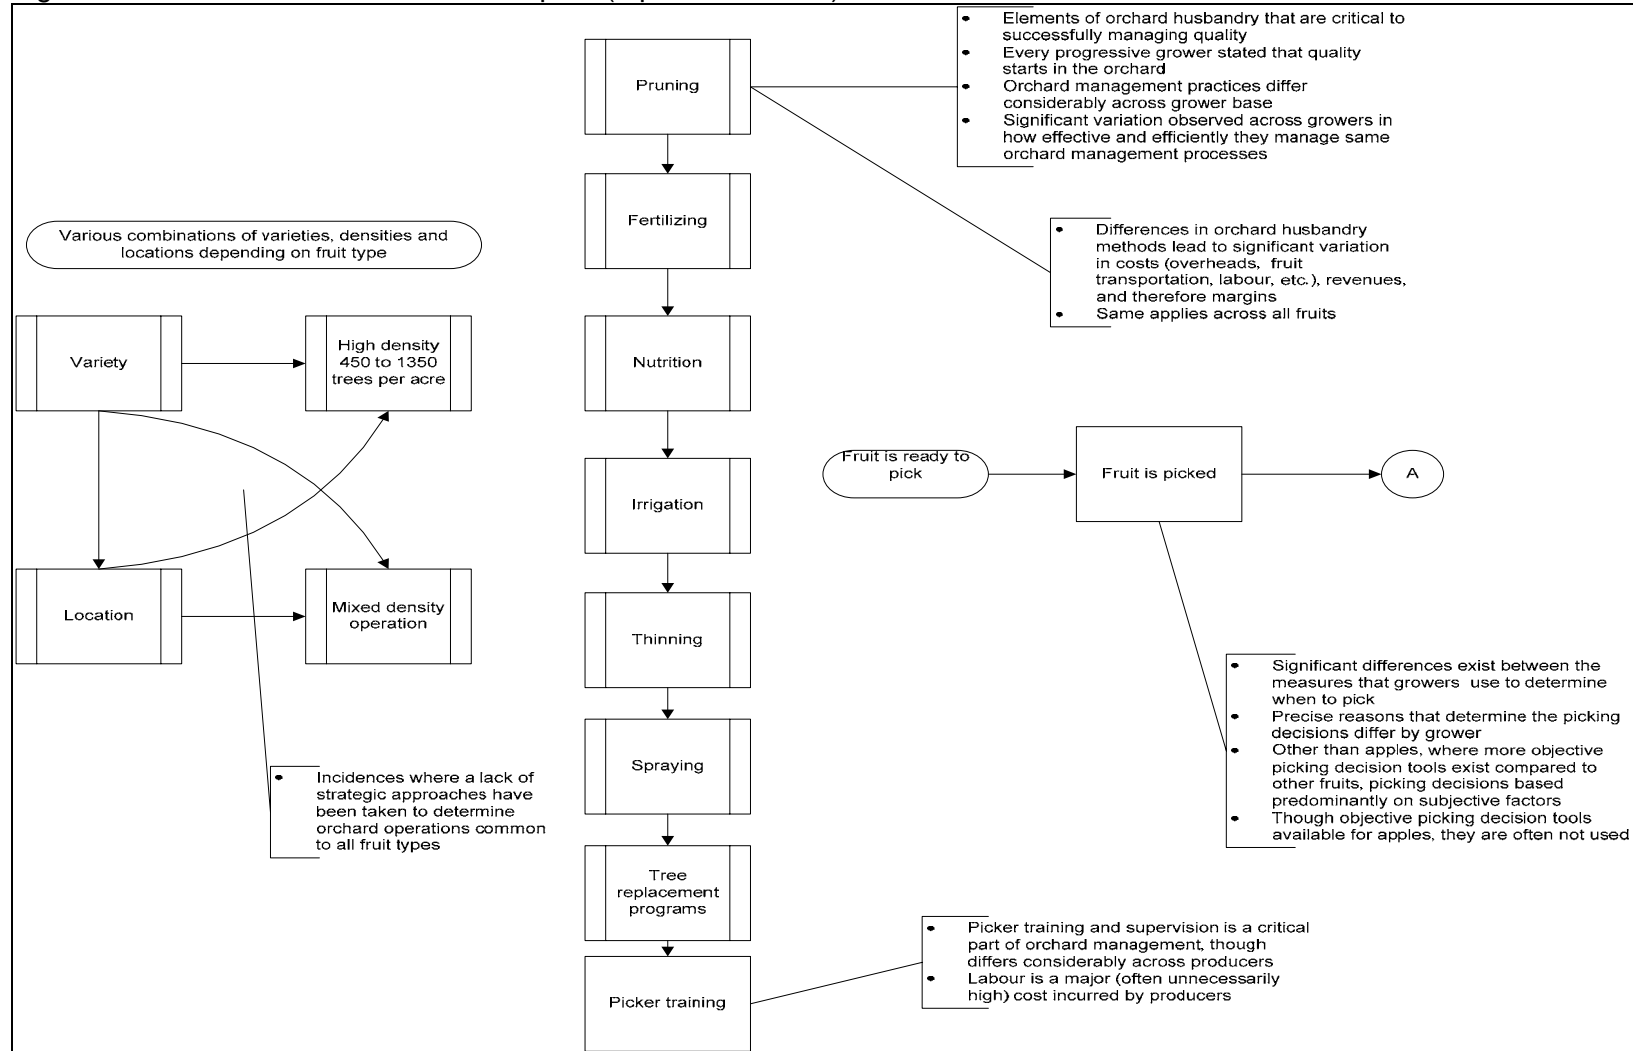 Various combinations of varieties, densities and
locations depending on fruit type
Variety
High density
450 to 1350
trees per acre
Location
Mixed density
operation
• Incidences where a lack of
strategic approaches have
been taken to determine
orchard operations common
to all fruit types
Pruning
Fertilizing
Nutrition
Irrigation
Thinning
Spraying
Tree
replacement
programs
Picker training
• Elements of orchard husbandry that are critical to
successfully managing quality
• Every progressive grower stated that quality
starts in the orchard
• Orchard management practices differ
considerably across grower base
• Significant variation observed across growers in
how effective and efficiently they manage same
orchard management processes
• Differences in orchard husbandry
methods lead to significant variation
in costs (overheads, fruit
transportation, labour, etc.), revenues,
and therefore margins
• Same applies across all fruits
Fruit is ready to
pick
Fruit is picked
A
• Significant differences exist between the
measures that growers use to determine
when to pick
• Precise reasons that determine the picking
decisions differ by grower
• Other than apples, where more objective
picking decision tools exist compared to
other fruits, picking decisions based
predominantly on subjective factors
• Though objective picking decision tools
available for apples, they are often not used
• Picker training and supervision is a critical
part of orchard management, though
differs considerably across producers
• Labour is a major (often unnecessarily
high) cost incurred by producers